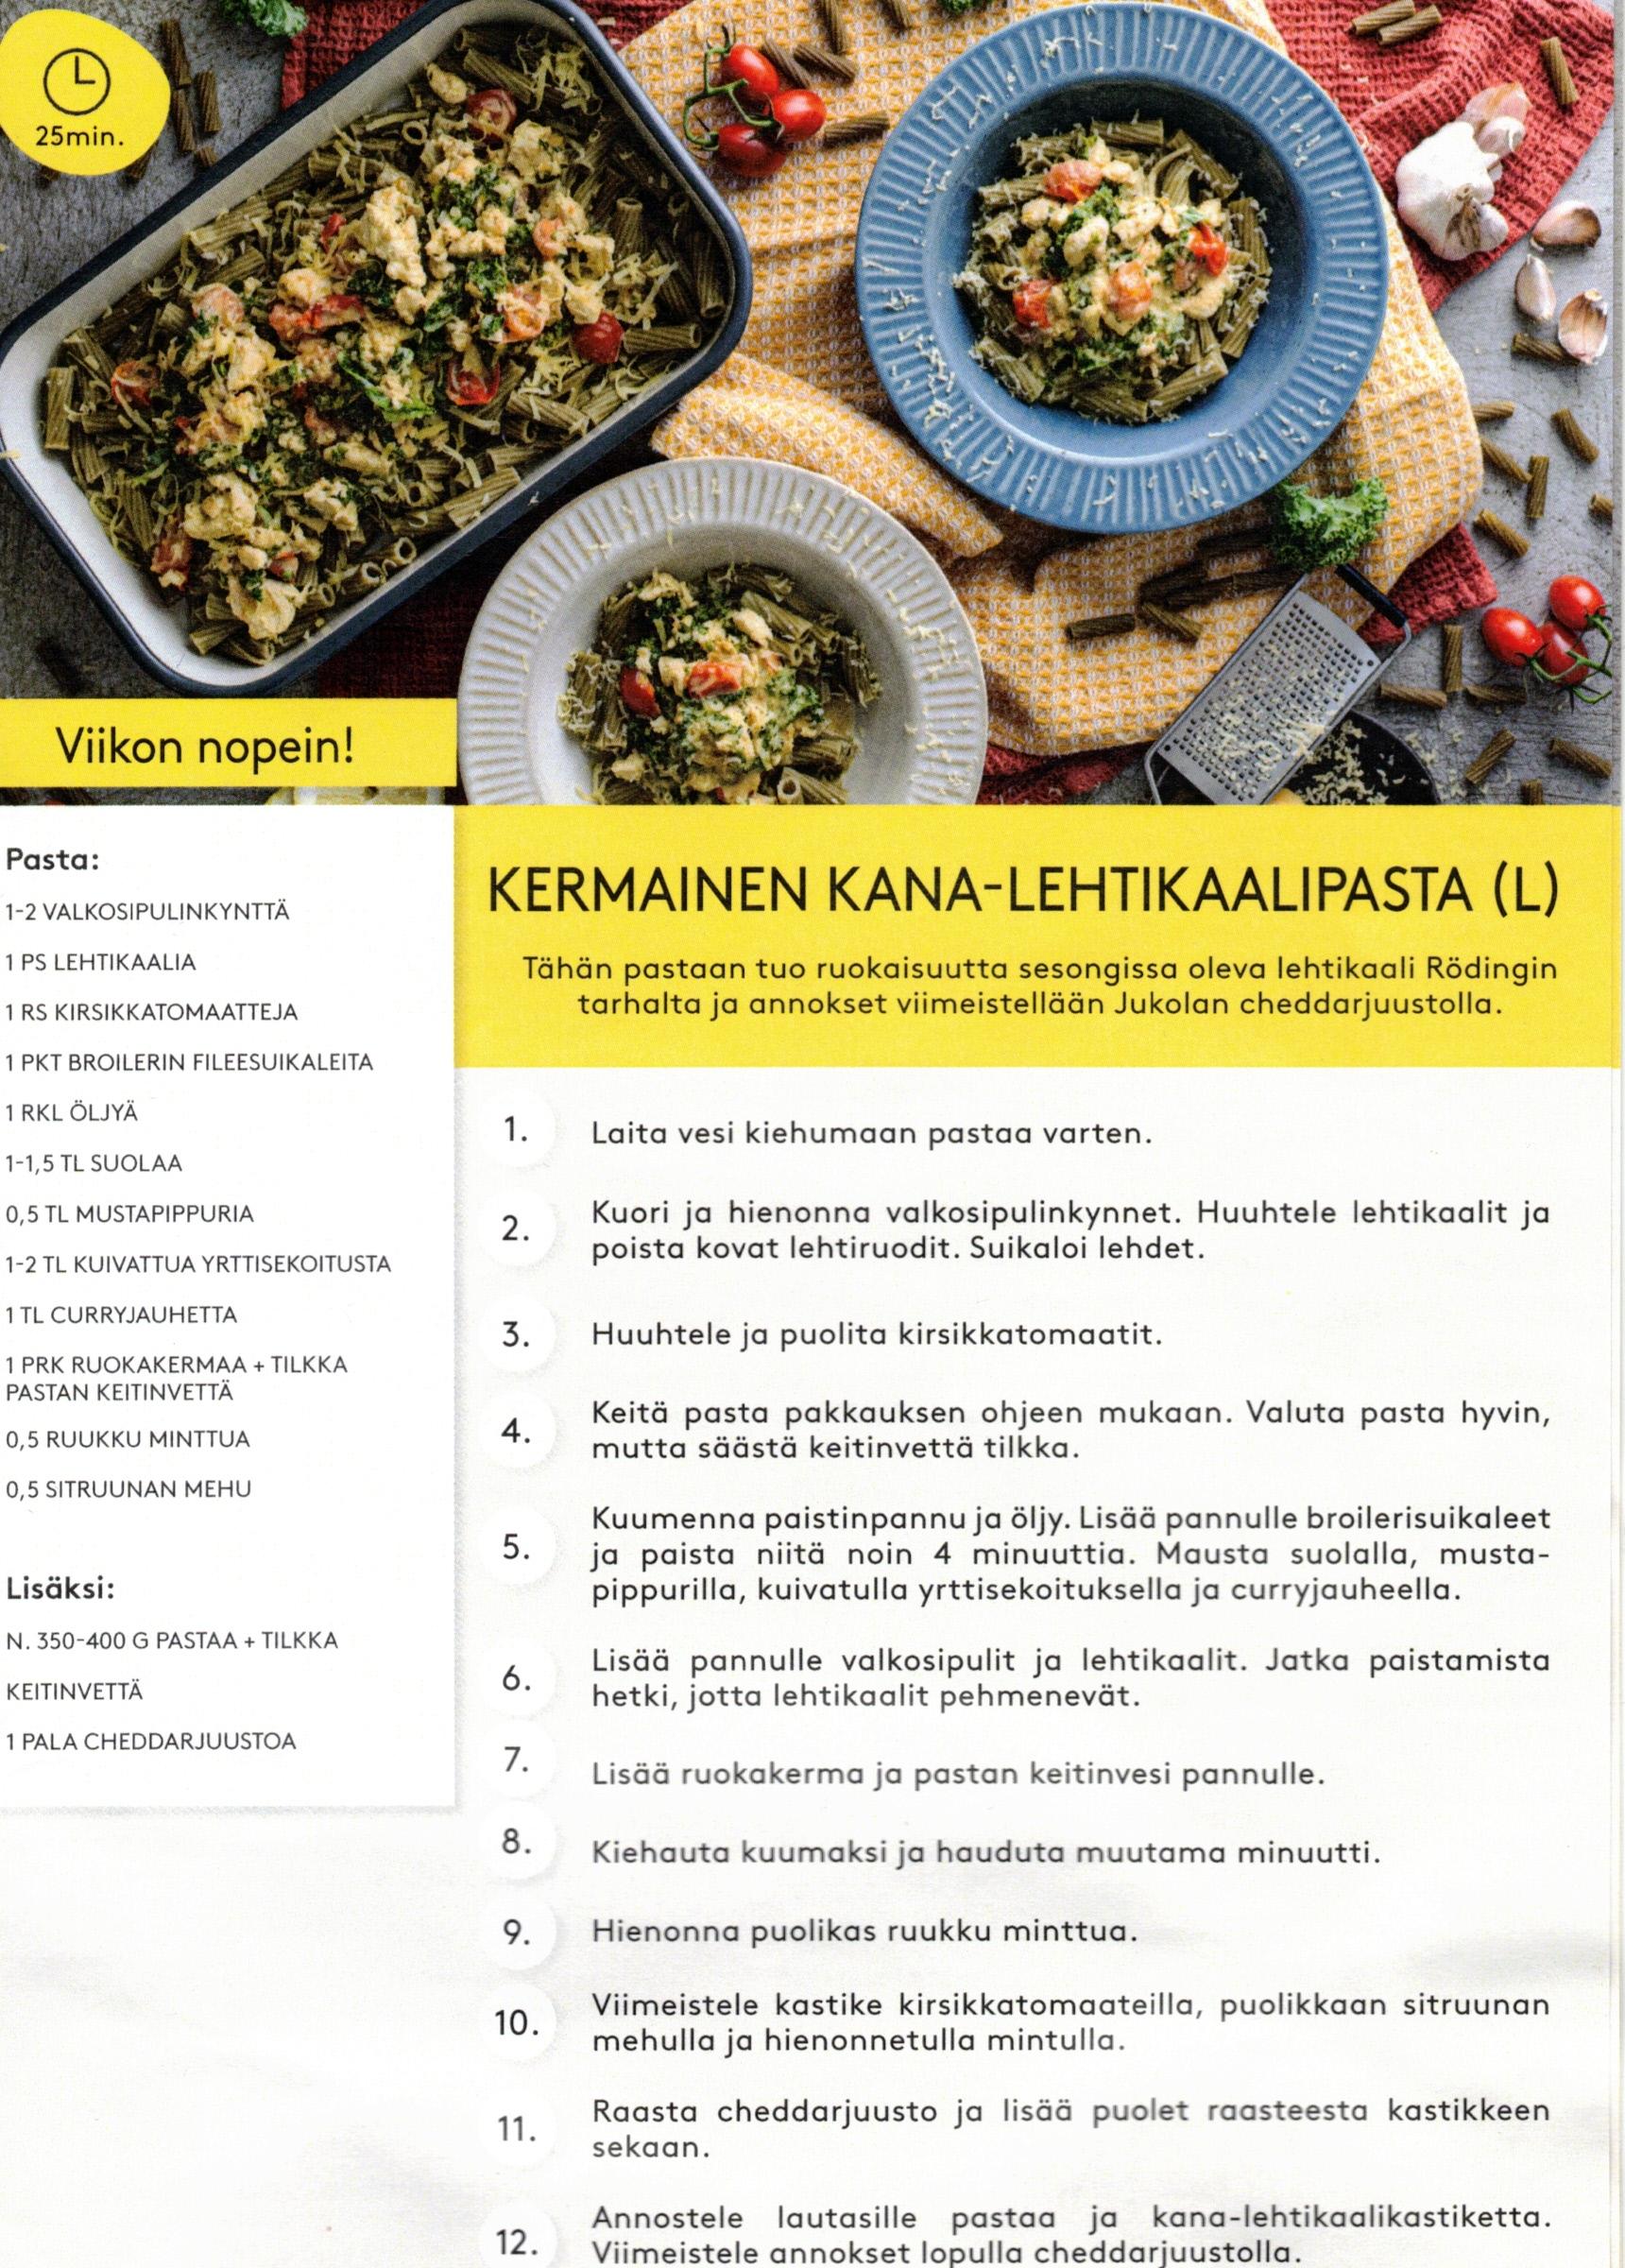 25min.
Viikon nopein!
Pasta:
1-2 VALKOSIPULINKYNTTÄ
1 PS LEHTIKAALIA
1 RS KIRSIKKATOMAATTEJA
1 PKT BROILERIN FILEESUIKALEITA
1 RKL ÖLJYÄ
1-1,5 TL SUOLAA
0,5 TL MUSTAPIPPURIA
1-2 TL KUIVATTUA YRTTISEKOITUSTA
1 TL CURRYJAUHETTA
1 PRK RUOKAKERMAA + TILKKA
PASTAN KEITINVETTÄ
0,5 RUUKKU MINTTUA
0,5 SITRUUNAN MEHU
Lisäksi:
N. 350-400 G PASTAA + TILKKA
KEITINVETTÄ
1 PALA CHEDDARJUUSTOA
KERMAINEN KANA-LEHTIKAALIPASTA (L)
Tähän pastaan tuo ruokaisuutta sesongissa oleva lehtikaali Rödingin
tarhalta ja annokset viimeistellään Jukolan cheddarjuustolla.
1. Laita vesi kiehumaan pastaa varten.
2. Kuori ja hienonna valkosipulinkynnet. Huuhtele lehtikaalit ja
poista kovat lehtiruodit. Suikaloi lehdet.
3. Huuhtele ja puolita kirsikkatomaatit.
4. Keitä pasta pakkauksen ohjeen mukaan. Valuta pasta hyvin,
mutta säästä keitinvettä tilkka.
5. Kuumenna paistinpannu ja öljy. Lisää pannulle broilerisuikaleet
ja paista niitä noin 4 minuuttia. Mausta suolalla, musta-
pippurilla, kuivatulla yrttisekoituksella ja curryjauheella.
6. Lisää pannulle valkosipulit ja lehtikaalit. Jatka paistamista
hetki, jotta lehtikaalit pehmenevät.
7. Lisää ruokakerma ja pastan keitinvesi pannulle.
8. Kiehauta kuumaksi ja hauduta muutama minuutti.
9. Hienonna puolikas ruukku minttua.
10. Viimeistele kastike kirsikkatomaateilla, puolikkaan sitruunan
mehulla ja hienonnetulla mintulla.
11. Raasta cheddarjuusto ja lisää puolet raasteesta kastikkeen
sekaan.
12. Annostele lautasille pastaa ja kana-lehtikaalikastiketta.
Viimeistele annokset lopulla cheddarjuustolla.